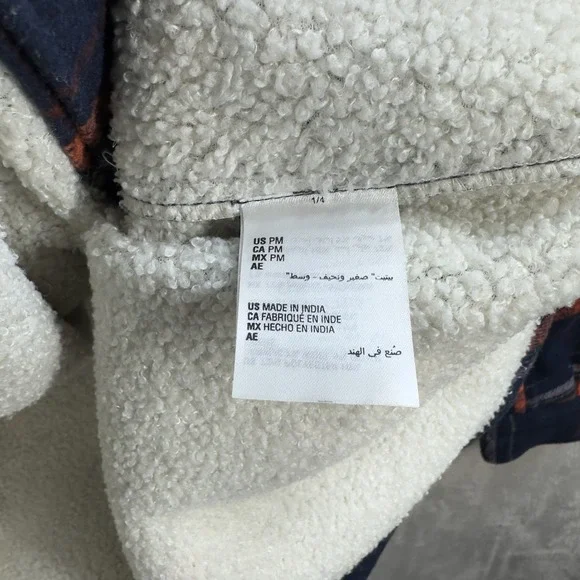 1/1
US PM
CA PM
MX PM
AE
بيتيت" صغير ونحيف - وسط"
US MADE IN INDIA
CA FABRIQUÉ EN INDE
MX HECHO EN INDIA
AE
صُنع في الهند